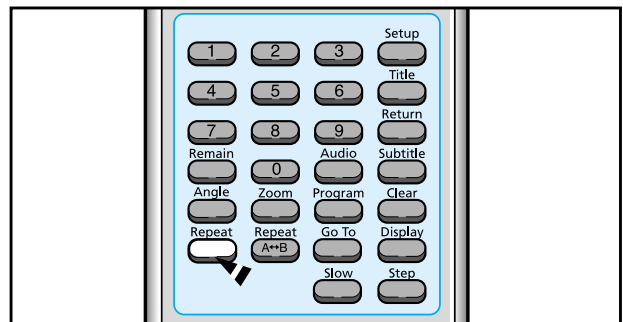 Setup
1 2 3
Title
4 5 6
Return
7 8 9
Remain Audio Subtitle
0
Angle Zoom Program Clear
Repeat Repeat Go To Display
A↔B
Slow Step